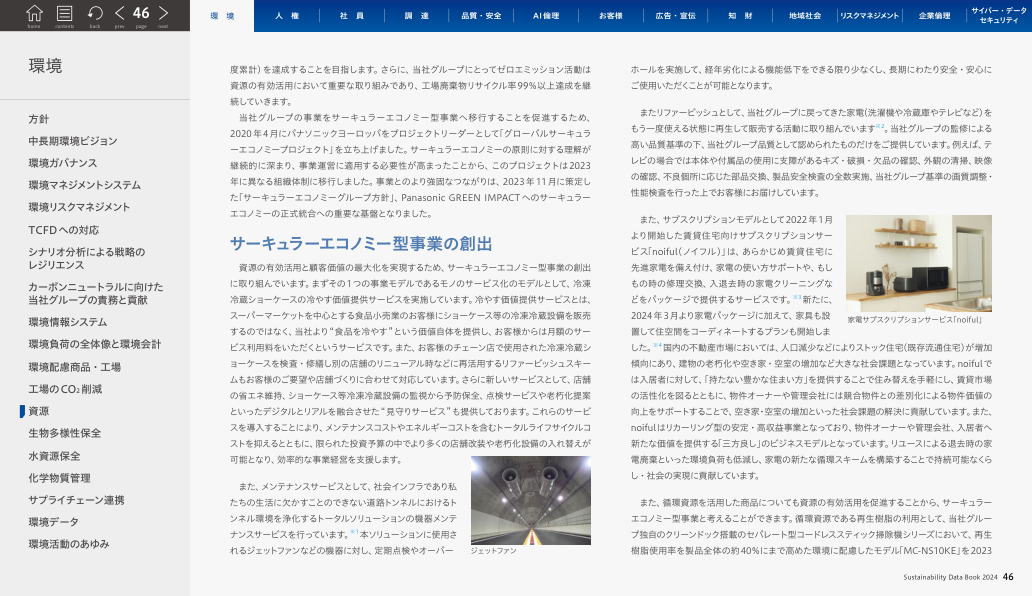 home
contents
back
prev
46
page
next
環 境
人 権
社 員
調 達
品質・安全
AI倫理
お客様
広告・宣伝
知 財
地域社会
リスクマネジメント
企業倫理
サイバー・データ
セキュリティ
環境
方針
中長期環境ビジョン
環境ガバナンス
環境マネジメントシステム
環境リスクマネジメント
TCFDへの対応
シナリオ分析による戦略の
レジリエンス
カーボンニュートラルに向けた
当社グループの責務と貢献
環境情報システム
環境負荷の全体像と環境会計
環境配慮商品・工場
工場のCO2削減
資源
生物多様性保全
水資源保全
化学物質管理
サプライチェーン連携
環境データ
環境活動のあゆみ
度累計）を達成することを目指します。さらに、当社グループにとってゼロエミッション活動は
資源の有効活用において重要な取り組みであり、工場廃棄物リサイクル率99%以上達成を継
続していきます。
当社グループの事業をサーキュラーエコノミー型事業へ移行することを促進するため、
2020年4月にパナソニックヨーロッパをプロジェクトリーダーとして「グローバルサーキュラ
ーエコノミープロジェクト」を立ち上げました。サーキュラーエコノミーの原則に対する理解が
継続的に深まり、事業運営に適用する必要性が高まったことから、このプロジェクトは2023
年に異なる組織体制に移行しました。事業とのより強固なつながりは、2023年11月に策定し
た「サーキュラーエコノミーグループ方針」、Panasonic GREEN IMPACTへのサーキュラー
エコノミーの正式統合への重要な基盤となりました。
サーキュラーエコノミー型事業の創出
資源の有効活用と顧客価値の最大化を実現するため、サーキュラーエコノミー型事業の創出
に取り組んでいます。まずその1つの事業モデルであるモノのサービス化のモデルとして、冷凍
冷蔵ショーケースの冷やす価値提供サービスを実施しています。冷やす価値提供サービスとは、
スーパーマーケットを中心とする食品小売業のお客様にショーケース等の冷凍冷蔵設備を販売
するのではなく、当社より“食品を冷やす”という価値自体を提供し、お客様からは月額のサー
ビス利用料をいただくというサービスです。また、お客様のチェーン店で使用された冷凍冷蔵シ
ョーケースを検査・修繕し別の店舗のリニューアル時などに再活用するリファービッシュスキー
ムもお客様のご要望や店舗づくりに合わせて対応しています。さらに新しいサービスとして、店舗
の省エネ維持、ショーケース等冷凍冷蔵設備の監視から予防保全、点検サービスや老朽化提案
といったデジタルとリアルを融合させた“見守りサービス”も提供しております。これらのサービ
スを導入することにより、メンテナンスコストやエネルギーコストを含むトータルライフサイクルコ
ストを抑えるとともに、限られた投資予算の中でより多くの店舗改装や老朽化設備の入れ替えが
可能となり、効率的な事業経営を支援します。
また、メンテナンスサービスとして、社会インフラであり私
たちの生活に欠かすことのできない道路トンネルにおけるト
ンネル環境を浄化するトータルソリューションの機器メンテ
ナンスサービスを行っています。※1本ソリューションに使用さ
れるジェットファンなどの機器に対し、定期点検やオーバー
ジェットファン
ホールを実施して、経年劣化による機能低下をできる限り少なくし、長期にわたり安全・安心に
ご使用いただくことが可能となります。
またリファービッシュとして、当社グループに戻ってきた家電（洗濯機や冷蔵庫やテレビなど）を
もう一度使える状態に再生して販売する活動に取り組んでいます※2。当社グループの監修による
高い品質基準の下、当社グループ品質として認められたものだけをご提供しています。例えば、テ
レビの場合では本体や付属品の使用に支障があるキズ・破損・欠品の確認、外観の清掃、映像
の確認、不良個所に応じた部品交換、製品安全検査の全数実施、当社グループ基準の画質調整・
性能検査を行った上でお客様にお届けしています。
また、サブスクリプションモデルとして2022年1月
より開始した賃貸住宅向けサブスクリプションサー
ビス「noiful（ノイフル）」は、あらかじめ賃貸住宅に
先進家電を備え付け、家電の使い方サポートや、もし
もの時の修理交換、入退去時の家電クリーニングな
どをパッケージで提供するサービスです。※3新たに、
2024年3月より家電パッケージに加えて、家具も設
置して住空間をコーディネートするプランも開始しま
家電サブスクリプションサービス「noiful」
した。※4国内の不動産市場においては、人口減少などによりストック住宅（既存流通住宅）が増加
傾向にあり、建物の老朽化や空き家・空室の増加など大きな社会課題となっています。noifulで
は入居者に対して、「持たない豊かな住まい方」を提供することで住み替えを手軽にし、賃貸市場
の活性化を図るとともに、物件オーナーや管理会社には競合物件との差別化による物件価値の
向上をサポートすることで、空き家・空室の増加といった社会課題の解決に貢献しています。また、
noifulはリカーリング型の安定・高収益事業となっており、物件オーナーや管理会社、入居者へ
新たな価値を提供する「三方良し」のビジネスモデルとなっています。リユースによる退去時の家
電廃棄といった環境負荷も低減し、家電の新たな循環スキームを構築することで持続可能なくら
し・社会の実現に貢献しています。
また、循環資源を活用した商品についても資源の有効活用を促進することから、サーキュラー
エコノミー型事業と考えることができます。循環資源である再生樹脂の利用として、当社グルー
プ独自のクリーンドック搭載のセパレート型コードレススティック掃除機シリーズにおいて、再生
樹脂使用率を製品全体の約40%にまで高めた環境に配慮したモデル「MC-NS10KE」を2023
Sustainability Data Book 2024 46